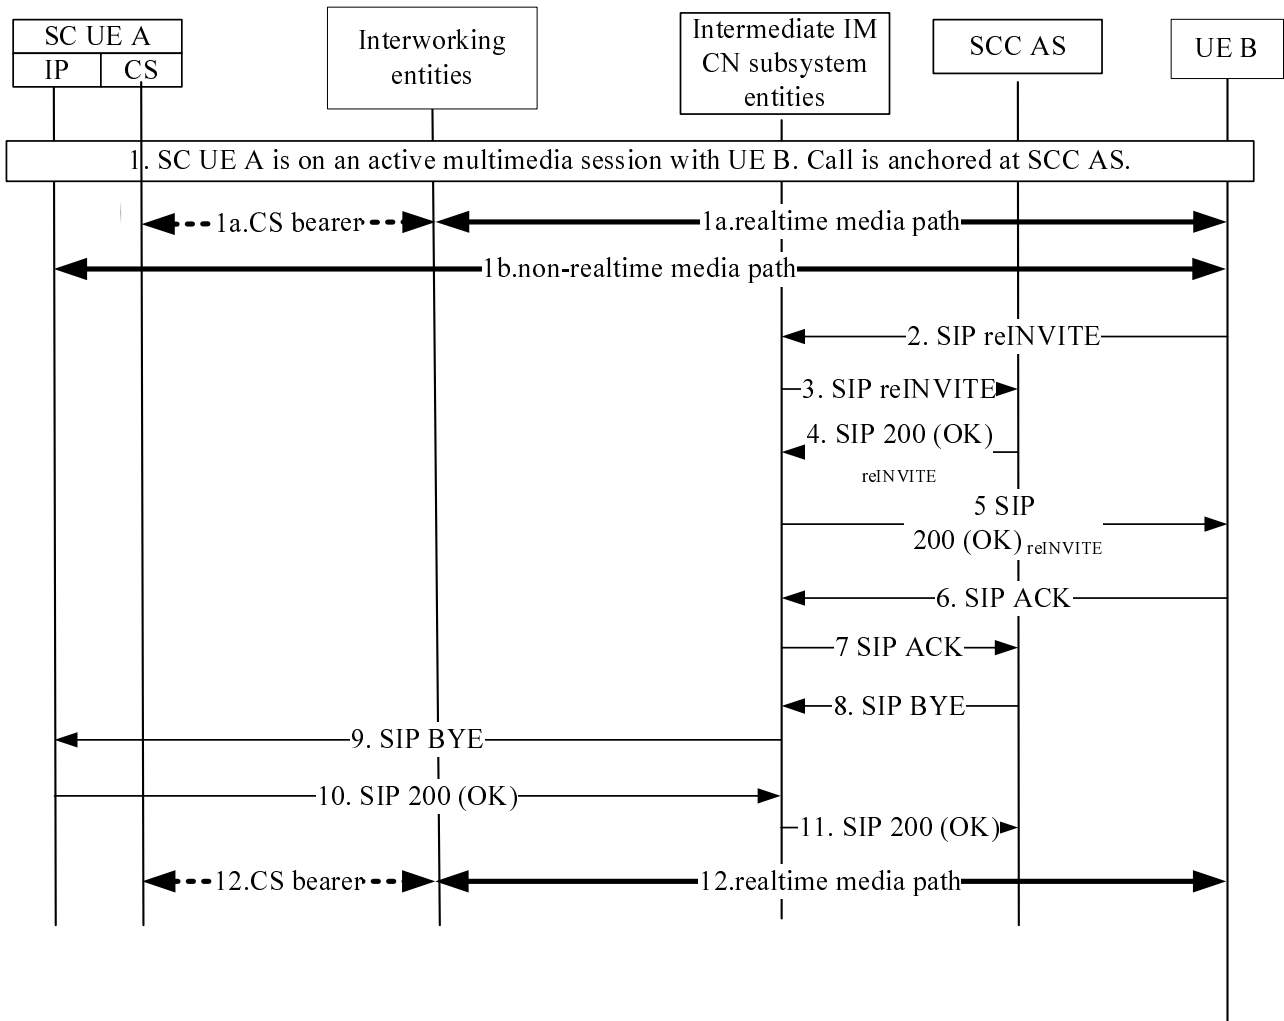 SC UE A
IP
CS
Interworking
entities
Intermediate IM
CN subsystem
entities
SCC AS
UE B
1. SC UE A is on an active multimedia session with UE B. Call is anchored at SCC AS.
1a.CS bearer
1a.realtime media path
1b.non-realtime media path
2. SIP reINVITE
3. SIP reINVITE
4. SIP 200 (OK)
reINVITE
5 SIP
200 (OK) reINVITE
6. SIP ACK
7 SIP ACK
8. SIP BYE
9. SIP BYE
10. SIP 200 (OK)
11. SIP 200 (OK)
12.CS bearer
12.realtime media path